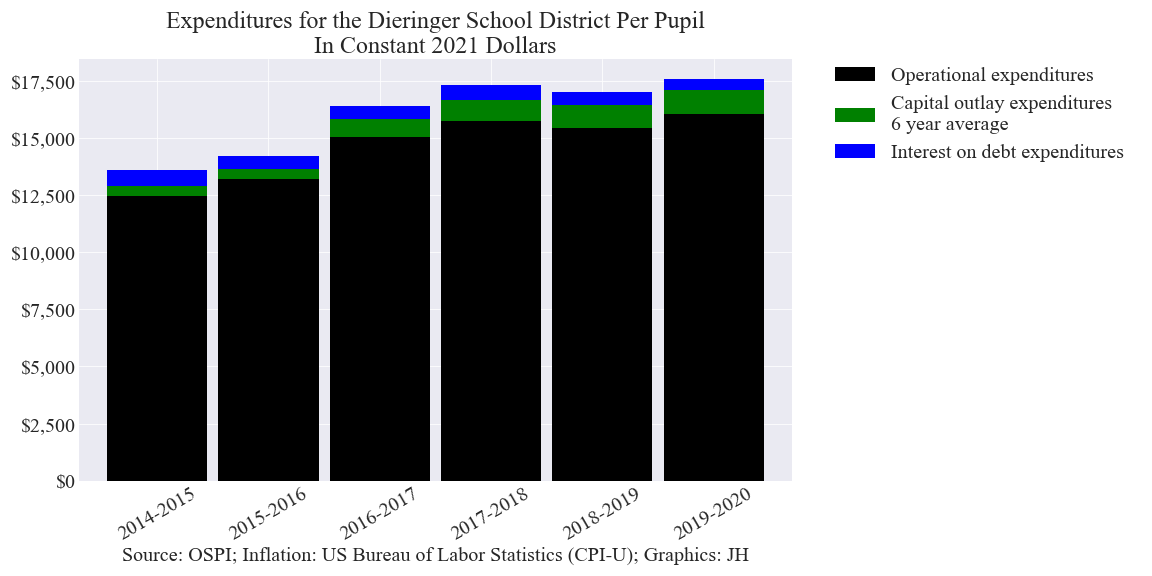 Expenditures for the Dieringer School District Per Pupil
In Constant 2021 Dollars
$17,500
$15,000
$12,500
$10,000
$7,500
$5,000
$2,500
$0
Operational expenditures
Capital outlay expenditures
6 year average
Interest on debt expenditures
2014-2015
2015-2016
2016-2017
2017-2018
2018-2019
2019-2020
Source: OSPI; Inflation: US Bureau of Labor Statistics (CPI-U); Graphics: JH